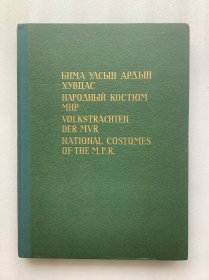 БНМА УЛСЫН АРДЫН
ХУВЦАС
НАРОДНЫЙ КОСТЮМ
МНР
VOLKSTRACHTEN
DER MVR
NATIONAL COSTUMES
OF THE M.P.R.